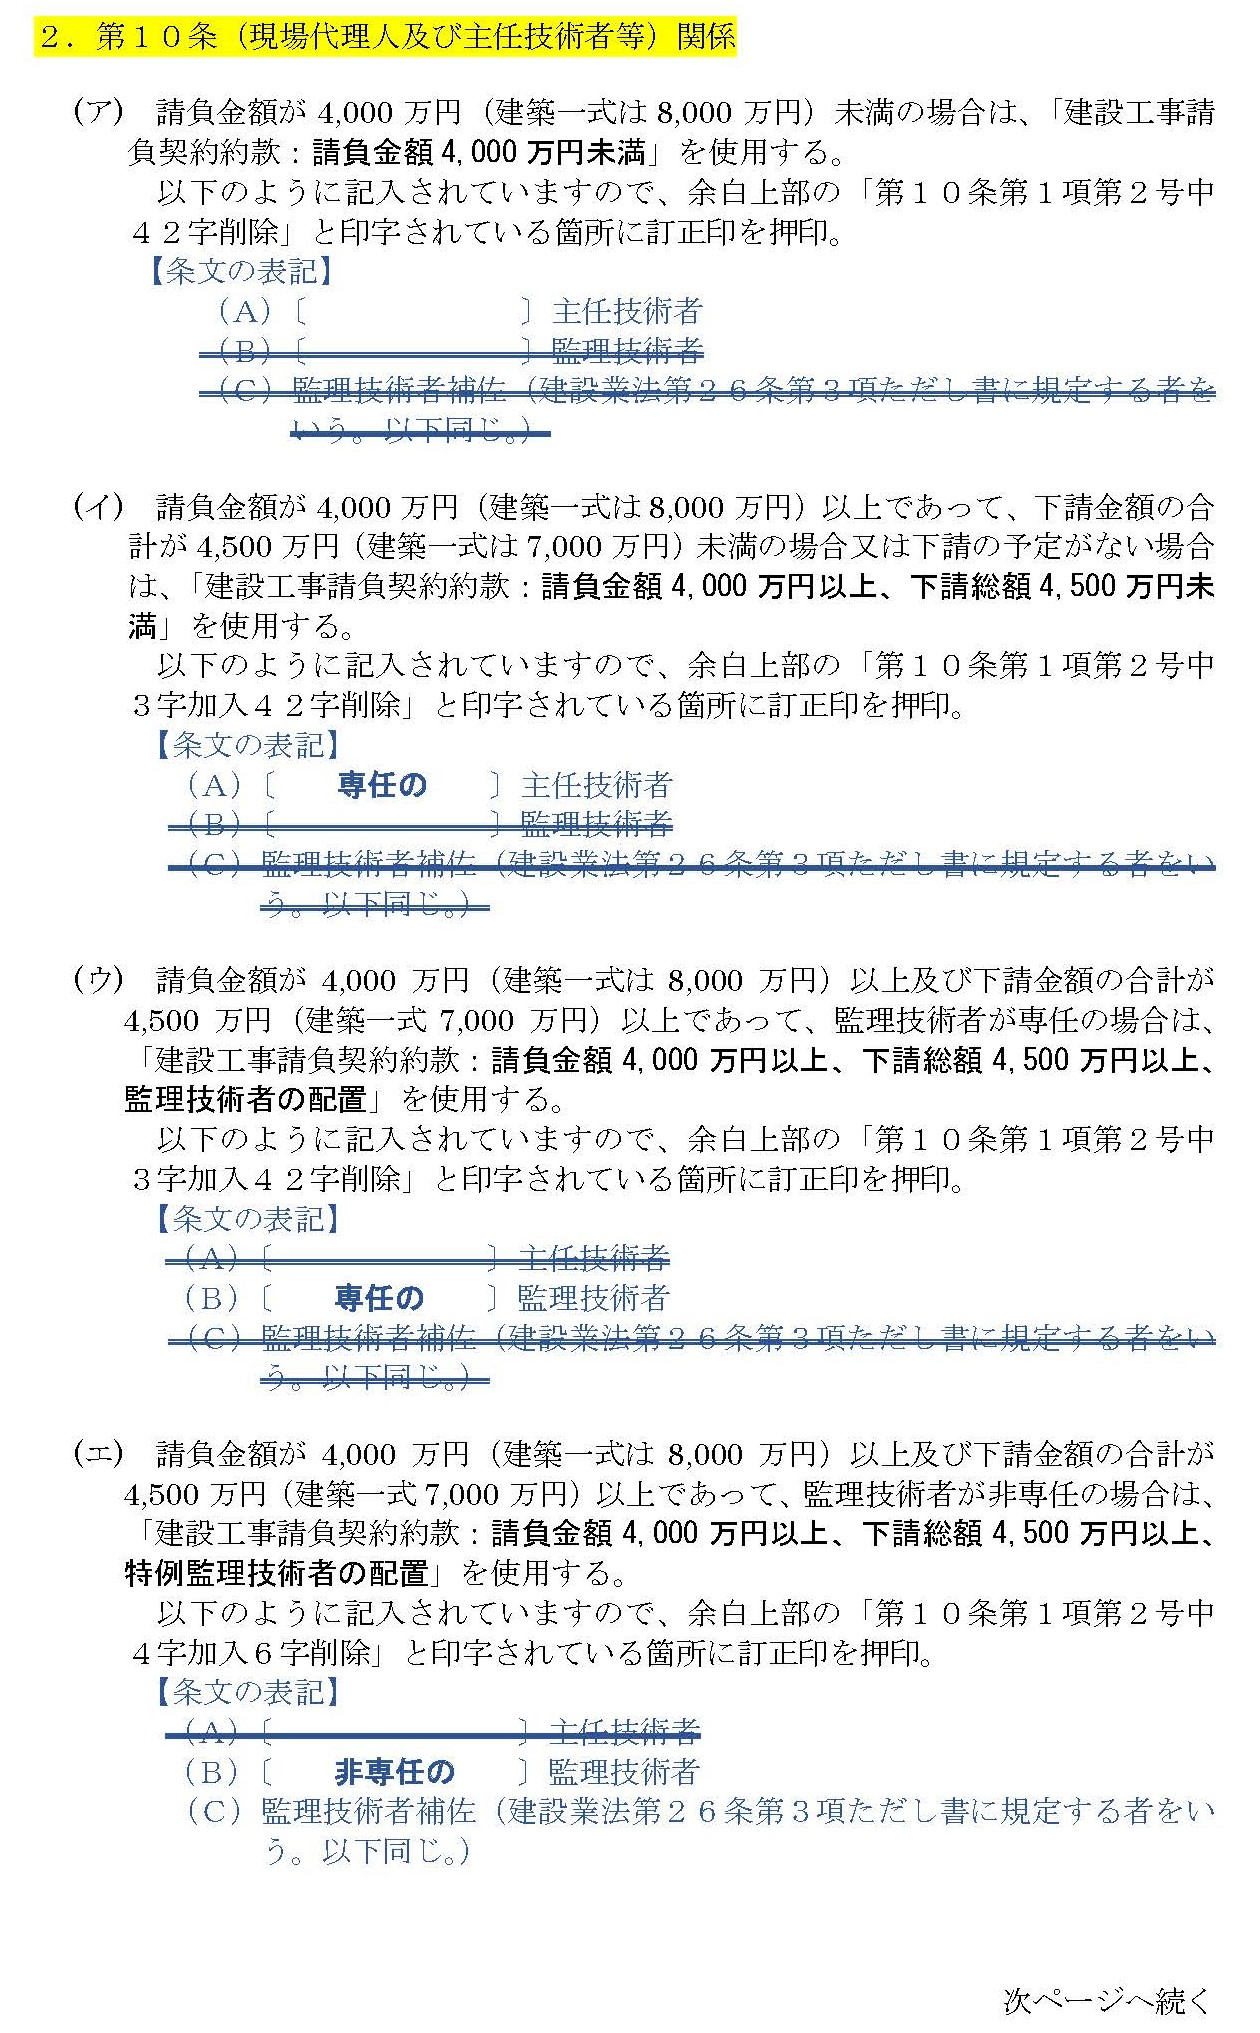 ２．第１０条（現場代理人及び主任技術者等）関係
（ア） 請負金額が 4,000 万円（建築一式は 8,000 万円）未満の場合は、「建設工事請
負契約約款：請負金額 4,000 万円未満」を使用する。
以下のように記入されていますので、余白上部の「第１０条第１項第２号中
４２字削除」と印字されている箇所に訂正印を押印。
【条文の表記】
（Ａ）〔　　　　　　　〕主任技術者
（Ｂ）〔　　　　　　　〕監理技術者
（Ｃ）監理技術者補佐（建設業法第２６条第３項ただし書に規定する者を
いう。以下同じ。）
（イ） 請負金額が 4,000 万円（建築一式は 8,000 万円）以上であって、下請金額の合
計が 4,500 万円（建築一式は 7,000 万円）未満の場合又は下請の予定がない場合
は、「建設工事請負契約約款：請負金額 4,000 万円以上、下請総額 4,500 万円未
満」を使用する。
以下のように記入されていますので、余白上部の「第１０条第１項第２号中
３字加入４２字削除」と印字されている箇所に訂正印を押印。
【条文の表記】
（Ａ）〔　　専任の　　〕主任技術者
（Ｂ）〔　　　　　　　〕監理技術者
（Ｃ）監理技術者補佐（建設業法第２６条第３項ただし書に規定する者をい
う。以下同じ。）
（ウ） 請負金額が 4,000 万円（建築一式は 8,000 万円）以上及び下請金額の合計が
4,500 万円（建築一式 7,000 万円）以上であって、監理技術者が専任の場合は、
「建設工事請負契約約款：請負金額 4,000 万円以上、下請総額 4,500 万円以上、
監理技術者の配置」を使用する。
以下のように記入されていますので、余白上部の「第１０条第１項第２号中
３字加入４２字削除」と印字されている箇所に訂正印を押印。
【条文の表記】
（Ａ）〔　　　　　　　〕主任技術者
（Ｂ）〔　　専任の　　〕監理技術者
（Ｃ）監理技術者補佐（建設業法第２６条第３項ただし書に規定する者をい
う。以下同じ。）
（エ） 請負金額が 4,000 万円（建築一式は 8,000 万円）以上及び下請金額の合計が
4,500 万円（建築一式 7,000 万円）以上であって、監理技術者が非専任の場合は、
「建設工事請負契約約款：請負金額 4,000 万円以上、下請総額 4,500 万円以上、
特例監理技術者の配置」を使用する。
以下のように記入されていますので、余白上部の「第１０条第１項第２号中
４字加入６字削除」と印字されている箇所に訂正印を押印。
【条文の表記】
（Ａ）〔　　　　　　　　〕主任技術者
（Ｂ）〔　　非専任の　　〕監理技術者
（Ｃ）監理技術者補佐（建設業法第２６条第３項ただし書に規定する者をい
う。以下同じ。）
次ページへ続く